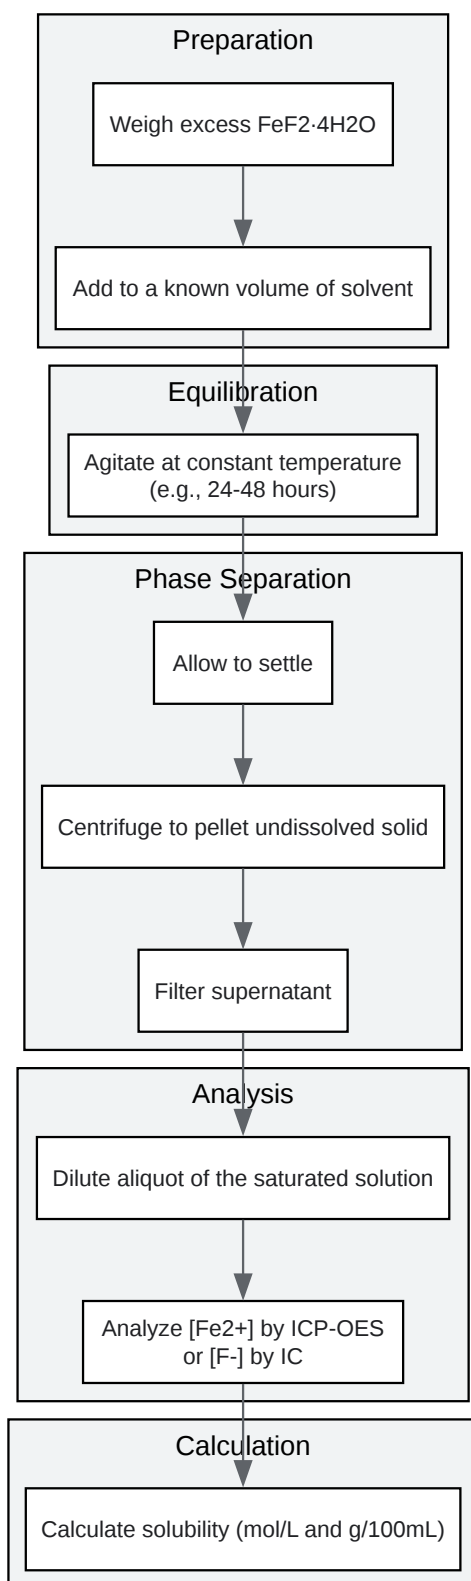 Preparation
Weigh excess FeF2·4H2O
Add to a known volume of solvent
Equilibration
Agitate at constant temperature
(e.g., 24-48 hours)
Phase Separation
Allow to settle
Centrifuge to pellet undissolved solid
Filter supernatant
Analysis
Dilute aliquot of the saturated solution
Analyze [Fe2+] by ICP-OES
or [F-] by IC
Calculation
Calculate solubility (mol/L and g/100mL)